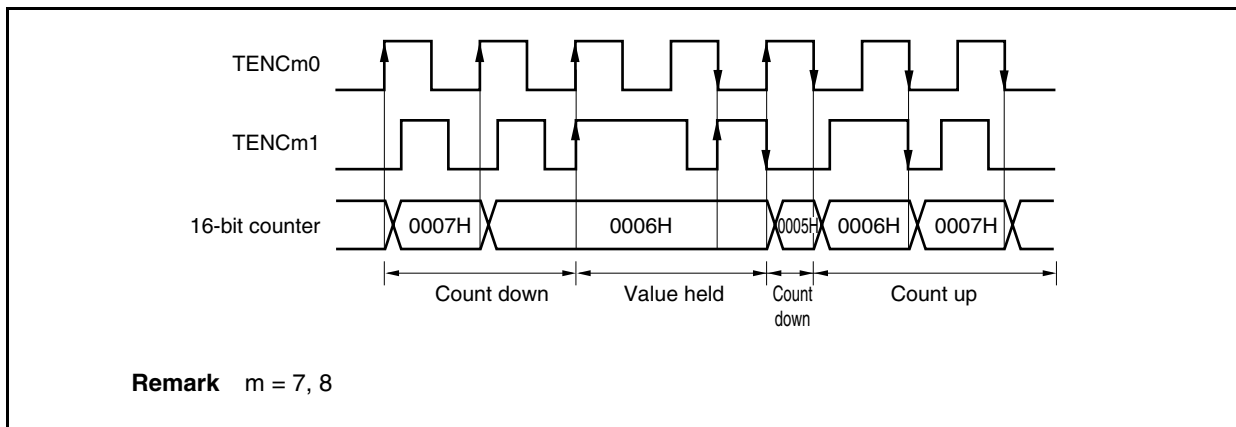 TENCm0
TENCm1
16-bit counter
0007H
0006H
0005H
0006H
0007H
Count down
Value held
Count
down
Count up
Remark m = 7, 8